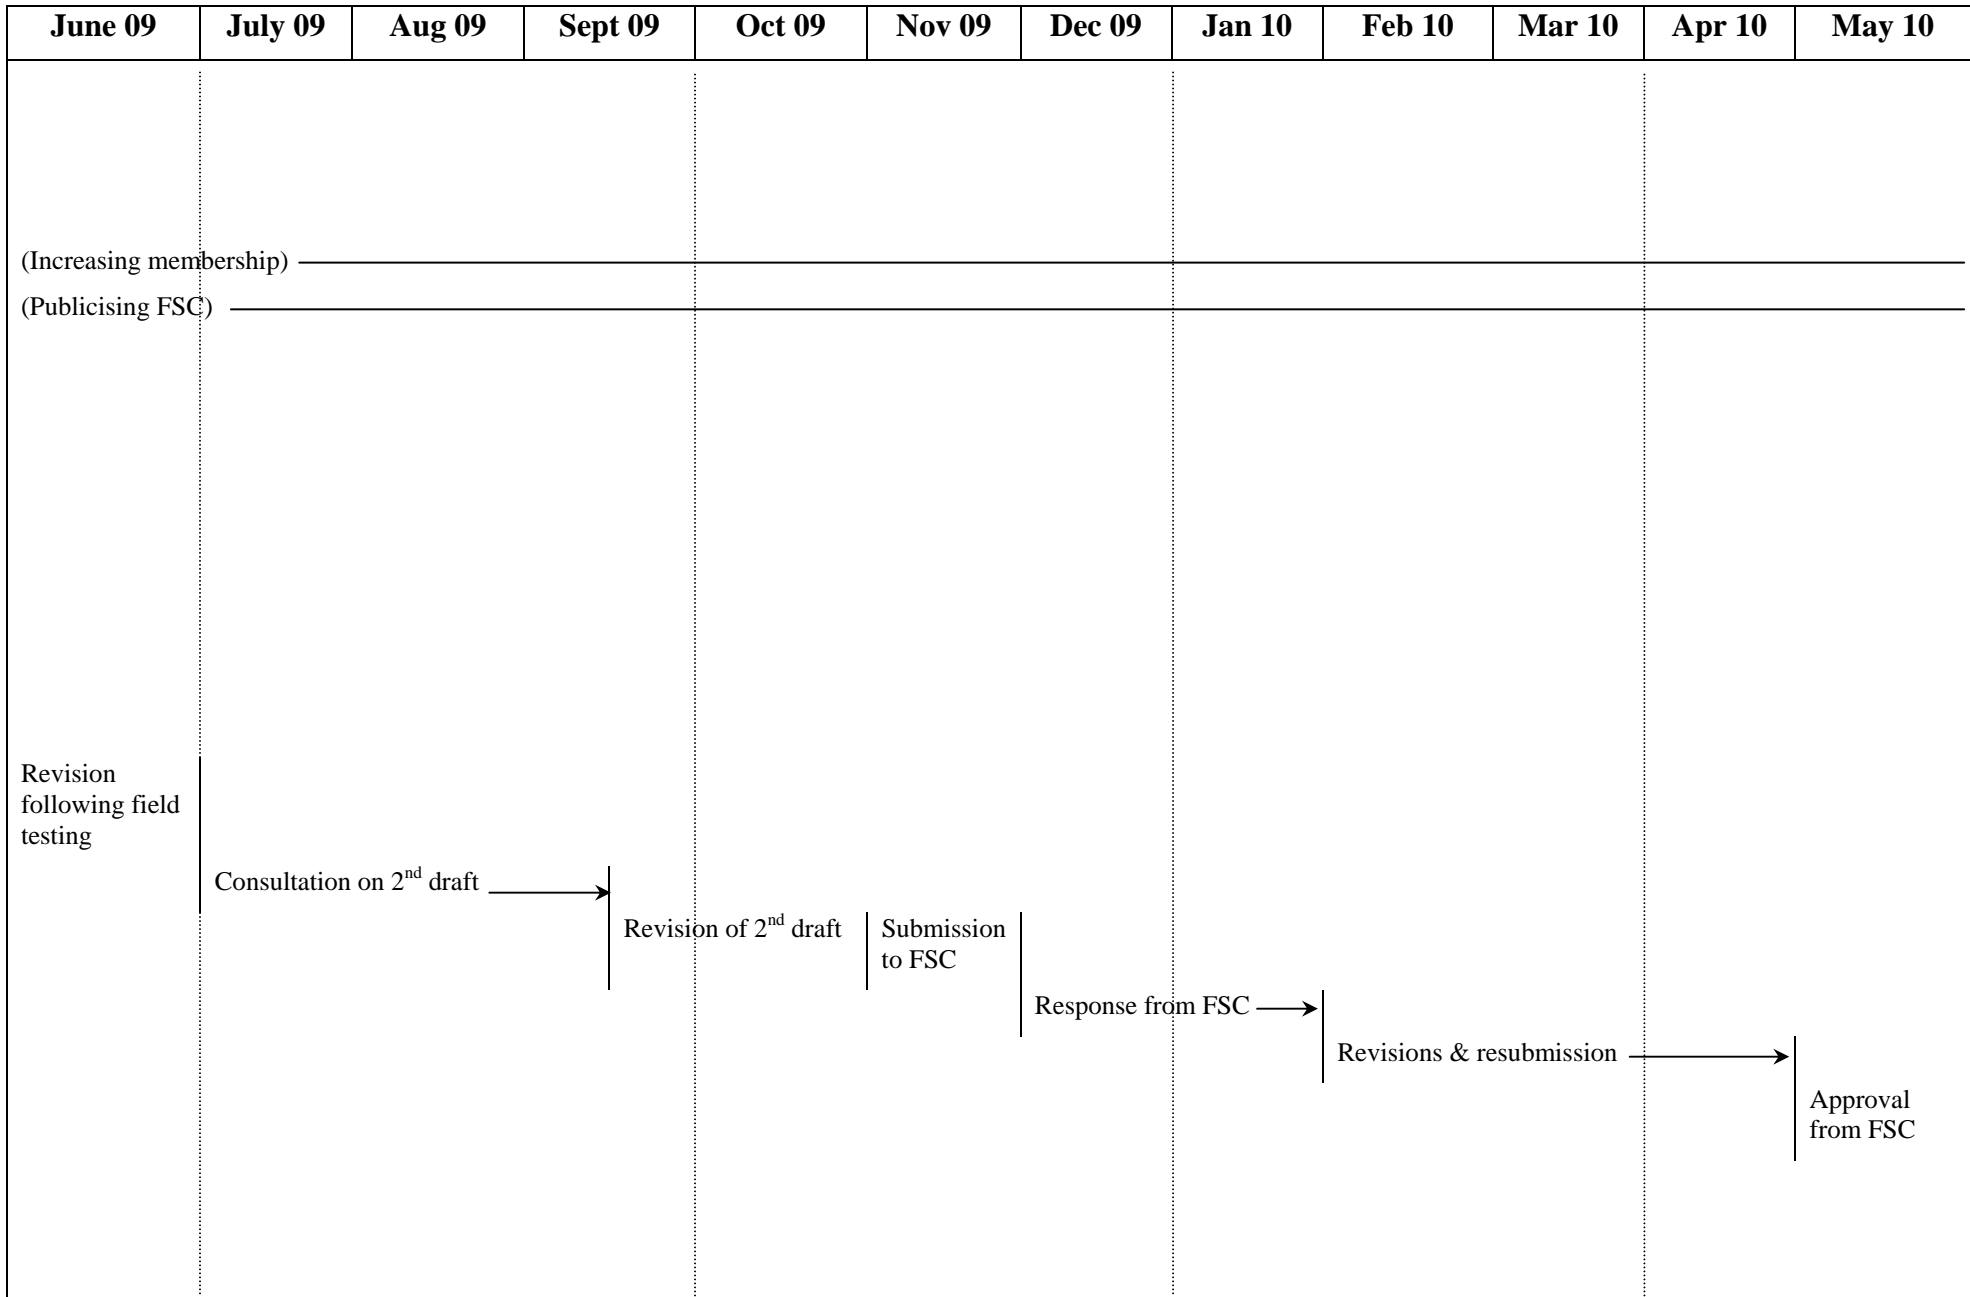 June 09 July 09 Aug 09 Sept 09 Oct 09 Nov 09 Dec 09 Jan 10 Feb 10 Mar 10 Apr 10 May 10
(Increasing membership)
(Publicising FSC)
Revision
following field
testing
Consultation on 2nd draft
Revision of 2nd draft
Submission
to FSC
Response from FSC
Revisions & resubmission
Approval
from FSC